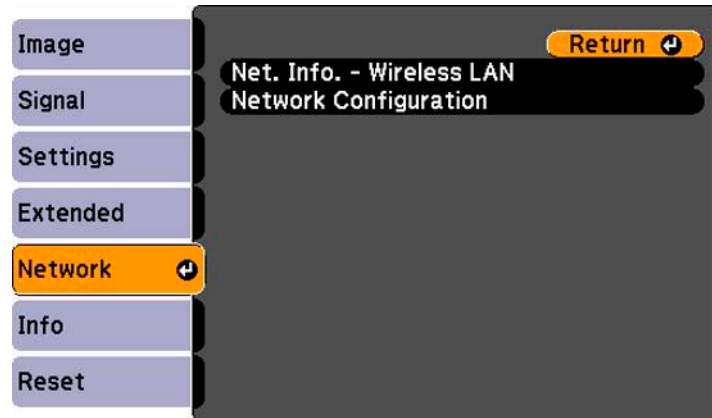 Image
Signal
Settings
Extended
Network
Info
Reset
Return
Net. Info. - Wireless LAN
Network Configuration